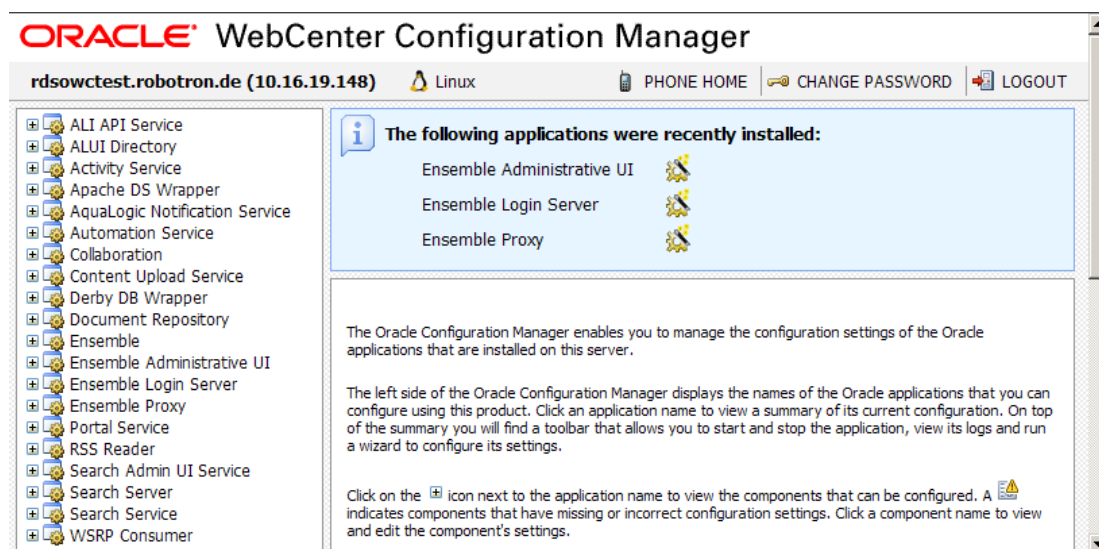 ORACLE WebCenter Configuration Manager
rdsowctest.robotron.de (10.16.19.148) Linux PHONE HOME CHANGE PASSWORD LOGOUT
ALI API Service
ALUI Directory
Activity Service
Apache DS Wrapper
AquaLogic Notification Service
Automation Service
Collaboration
Content Upload Service
Derby DB Wrapper
Document Repository
Ensemble
Ensemble Administrative UI
Ensemble Login Server
Ensemble Proxy
Portal Service
RSS Reader
Search Admin UI Service
Search Server
Search Service
WSRP Consumer
The following applications were recently installed:
Ensemble Administrative UI
Ensemble Login Server
Ensemble Proxy
The Oracle Configuration Manager enables you to manage the configuration settings of the Oracle
applications that are installed on this server.
The left side of the Oracle Configuration Manager displays the names of the Oracle applications that you can
configure using this product. Click an application name to view a summary of its current configuration. On top
of the summary you will find a toolbar that allows you to start and stop the application, view its logs and run
a wizard to configure its settings.
Click on the icon next to the application name to view the components that can be configured. A
indicates components that have missing or incorrect configuration settings. Click a component name to view
and edit the component's settings.